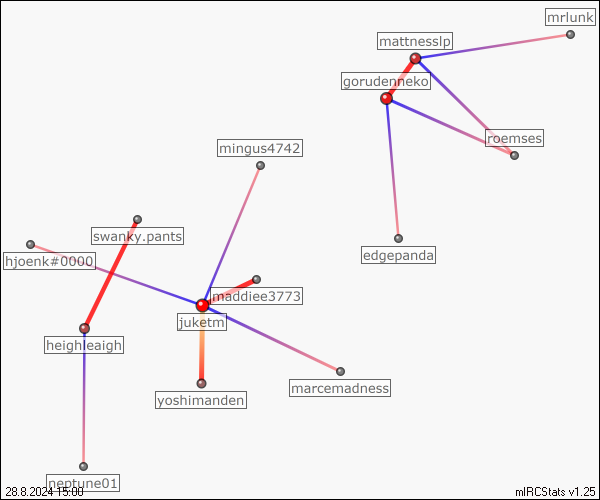 mrlunk
mattnesslp
gorudenneko
roemses
mingus4742
swanky.pants
edgepanda
hjoenk#0000
maddiee3773
juketm
heighleaigh
marcemadness
yoshimanden
neptune01
28.8.2024 15:00
mIRCStats v1.25